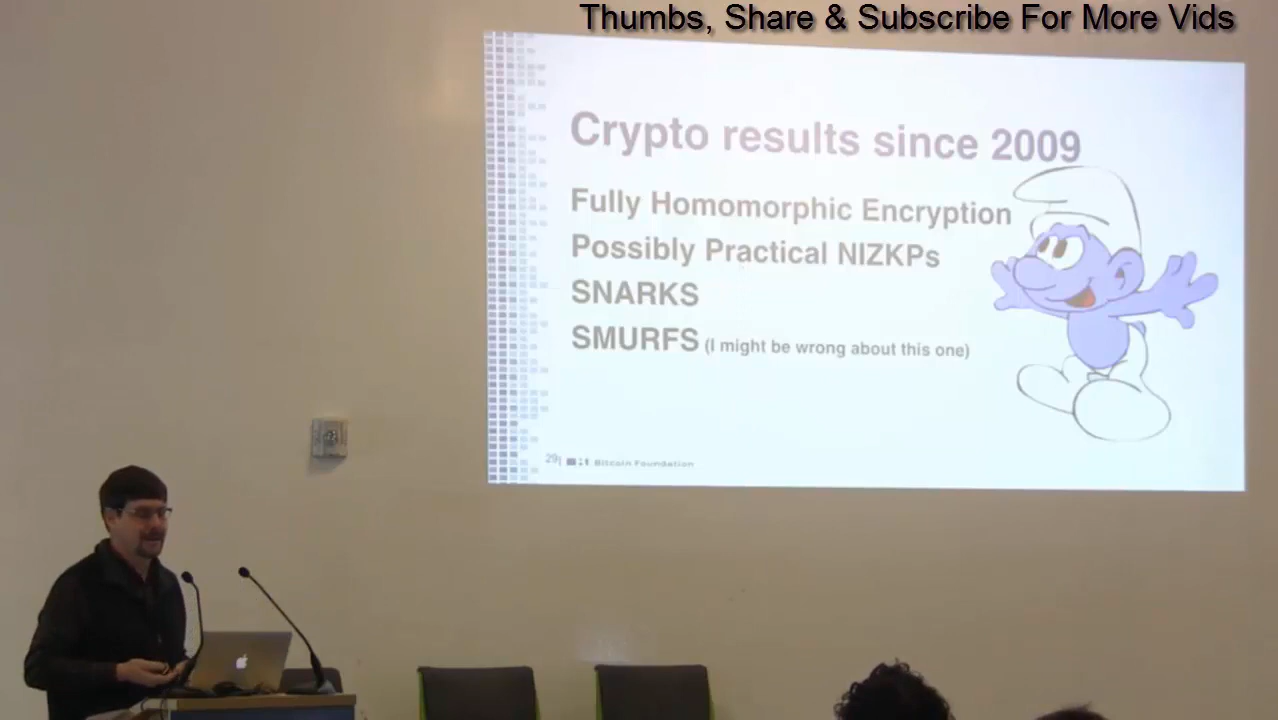 Thumbs, Share & Subscribe For More Vids
Crypto results since 2009
Fully Homomorphic Encryption
Possibly Practical NIZKPs
SNARKS
SMURFS (I might be wrong about this one)
29| Bitcoin Foundation